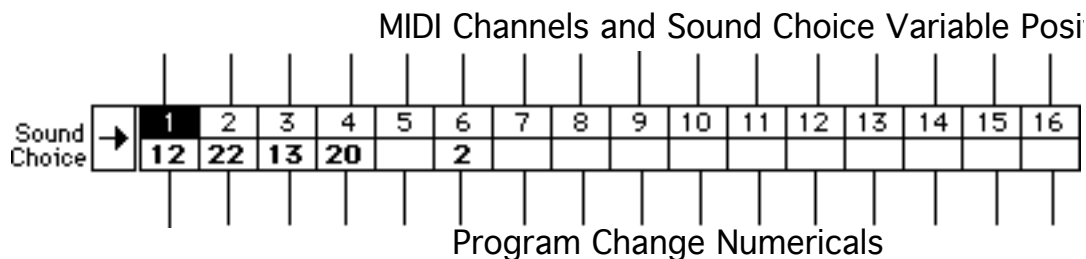 MIDI Channels and Sound Choice Variable
Sound Choice
1 2 3 4 5 6 7 8 9 10 11 12 13 14 15 16
12 22 13 20 2
Program Change Numericals